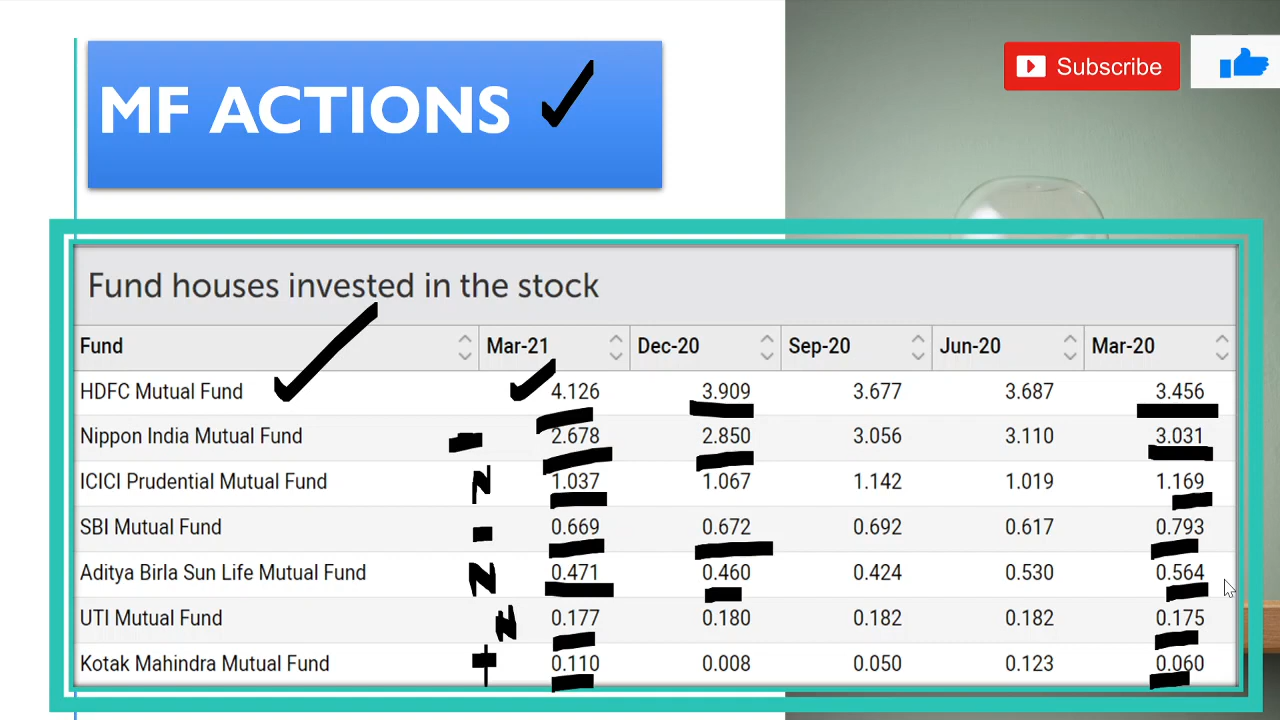 MF ACTIONS
Subscribe
Fund houses invested in the stock
Fund Mar-21 Dec-20 Sep-20 Jun-20 Mar-20
HDFC Mutual Fund 4.126 3.909 3.677 3.687 3.456
Nippon India Mutual Fund 2.678 2.850 3.056 3.110 3.031
ICICI Prudential Mutual Fund N 1.037 1.067 1.142 1.019 1.169
SBI Mutual Fund 0.669 0.672 0.692 0.617 0.793
Aditya Birla Sun Life Mutual Fund N 0.471 0.460 0.424 0.530 0.564
UTI Mutual Fund N 0.177 0.180 0.182 0.182 0.175
Kotak Mahindra Mutual Fund + 0.110 0.008 0.050 0.123 0.060